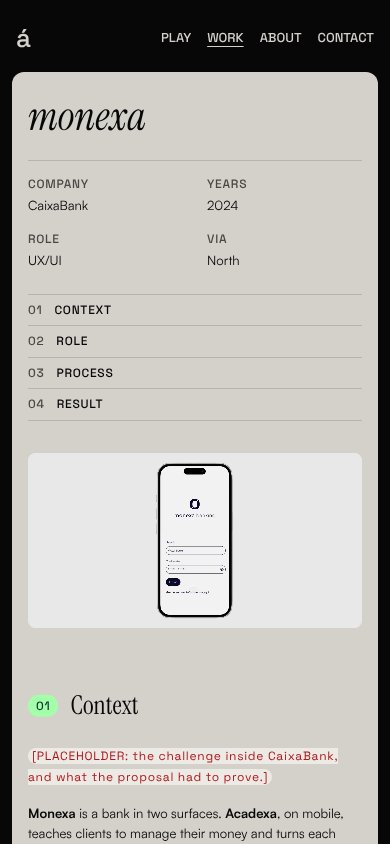 á
PLAY WORK ABOUT CONTACT
monexa
COMPANY YEARS
CaixaBank 2024
ROLE VIA
UX/UI North
01 CONTEXT
02 ROLE
03 PROCESS
04 RESULT
01 Context
[PLACEHOLDER: the challenge inside CaixaBank,
and what the proposal had to prove.]
Monexa is a bank in two surfaces. Acadexa, on mobile,
teaches clients to manage their money and turns each